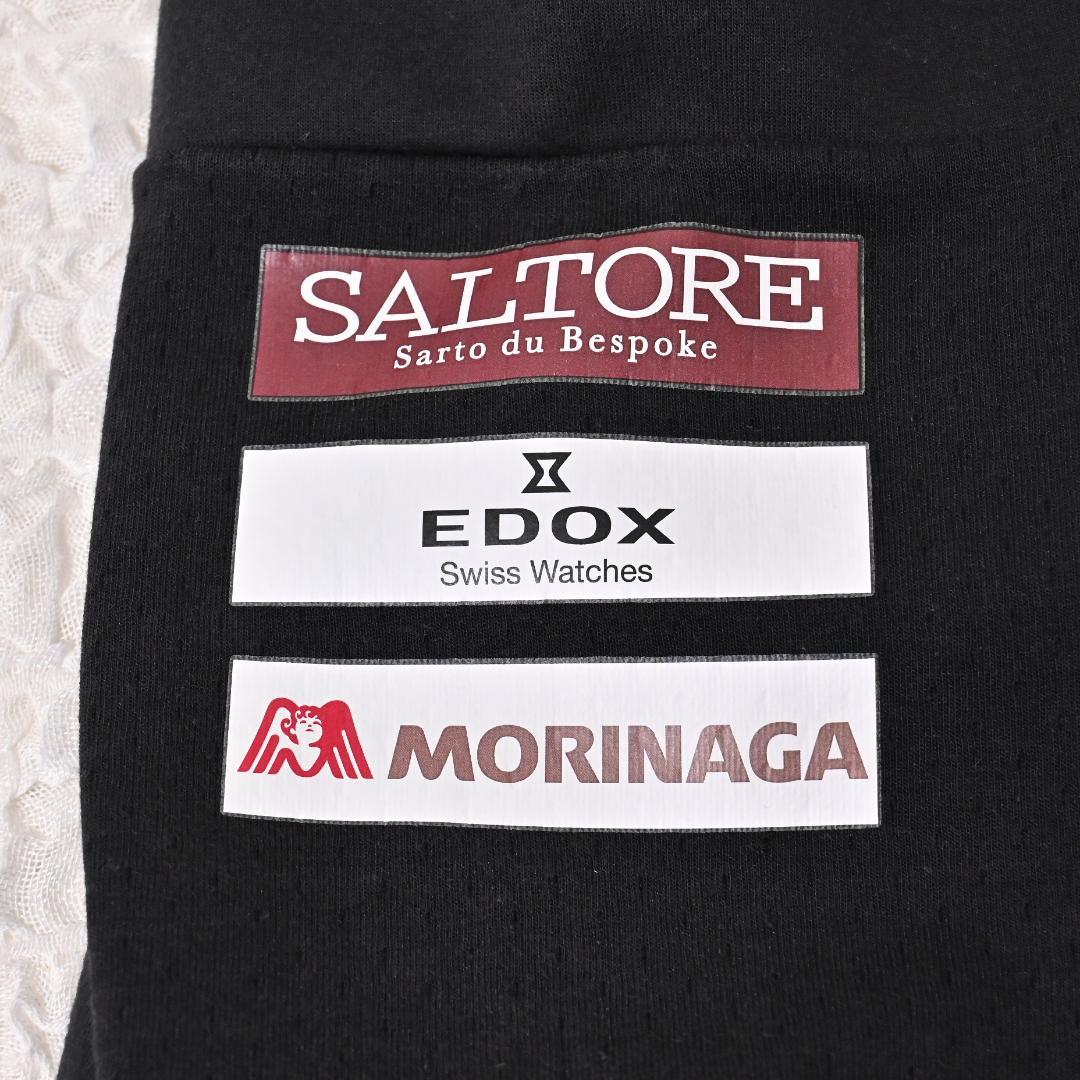 SALTORE
Sarto du Bespoke
EDOX
Swiss Watches
MORINAGA